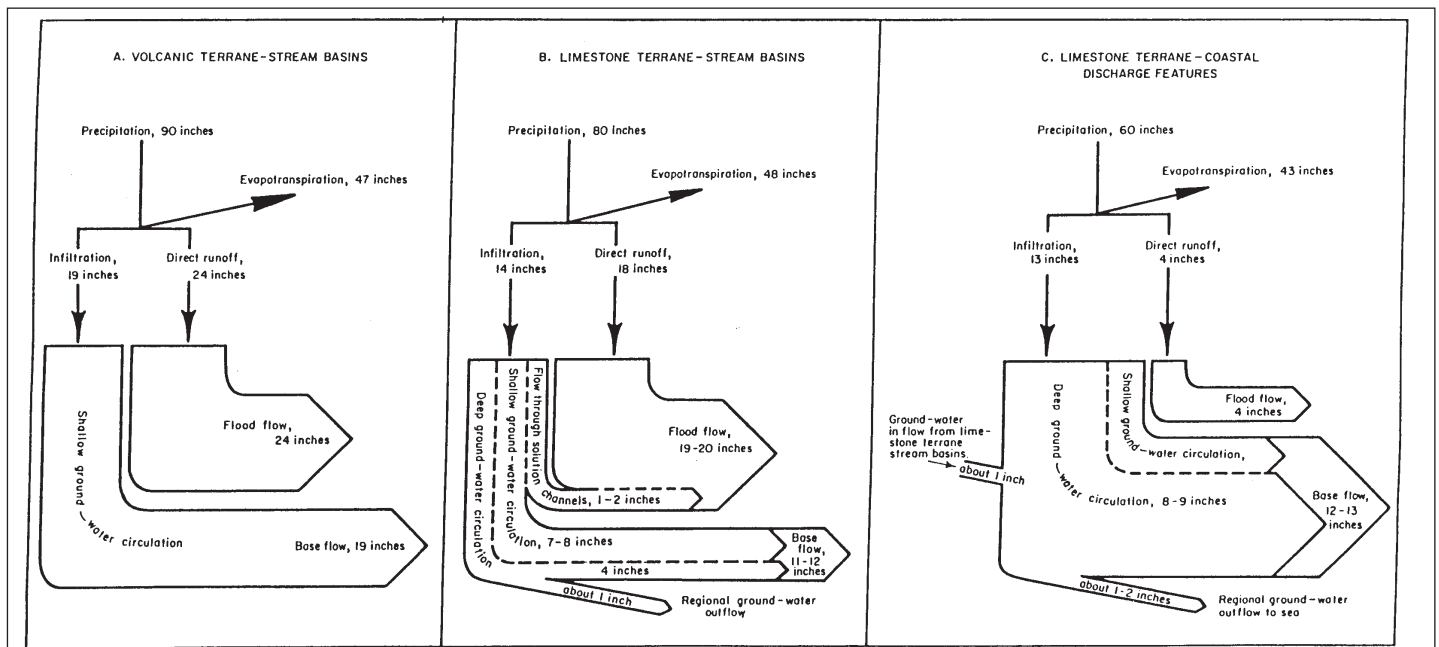 A. VOLCANIC TERRANE-STREAM BASINS
Precipitation, 90 inches
Evapotranspiration, 47 inches
Infiltration,
19 inches
Direct runoff,
24 inches
Shallow ground-water circulation
Flood flow,
24 inches
Base flow, 19 inches
B. LIMESTONE TERRANE-STREAM BASINS
Precipitation, 80 inches
Evapotranspiration, 48 inches
Infiltration,
14 inches
Direct runoff,
18 inches
Deep ground-water circulation
Shallow ground-water circulation, 7-8 inches
Flow through solution channels, 1-2 inches
Flood flow,
19-20 inches
Base
flow,
11-12
inches
4 inches
about 1 inch
Regional ground-water
outflow
C. LIMESTONE TERRANE-COASTAL
DISCHARGE FEATURES
Precipitation, 60 inches
Evapotranspiration, 43 inches
Infiltration,
13 inches
Direct runoff,
4 inches
Ground-water
in flow from lime-
stone terrane
stream basins
about 1 inch
Deep ground-water circulation, 8-9 inches
Shallow ground-water circulation,
Flood flow,
4 inches
Base flow,
12-13
inches
about 1-2 inches
Regional ground-water
outflow to sea